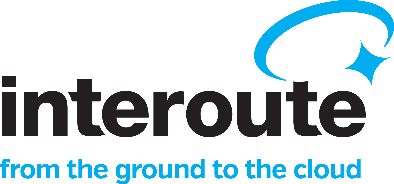 interoute
from the ground to the cloud